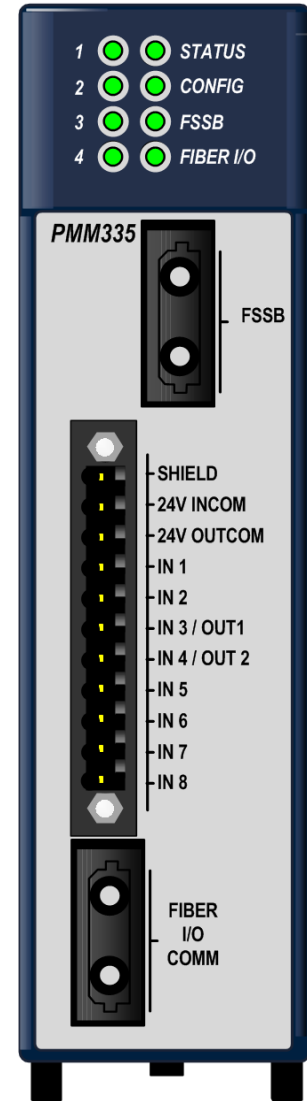 1 STATUS
2 CONFIG
3 FSSB
4 FIBER I/O
PMM335
FSSB
SHIELD
24V INCOM
24V OUTCOM
IN 1
IN 2
IN 3 / OUT1
IN 4 / OUT 2
IN 5
IN 6
IN 7
IN 8
FIBER
I/O
COMM